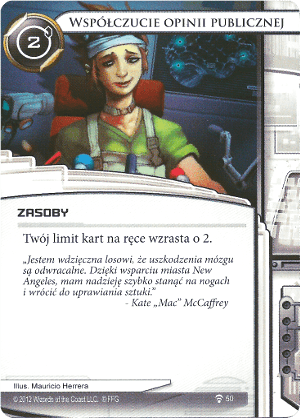 Współczucie opinii publicznej
2
ZASOBY
Twój limit kart na ręce wzrasta o 2.
„Jestem wdzięczna losowi, że uszkodzenia mózgu
są odwracalne. Dzięki wsparciu miasta New
Angeles, mam nadzieję szybko stanąć na nogach
i wrócić do uprawiania sztuki.”
- Kate „Mac” McCaffrey
Illus. Mauricio Herrera
© 2012 Wizards of the Coast LLC. © FFG
50